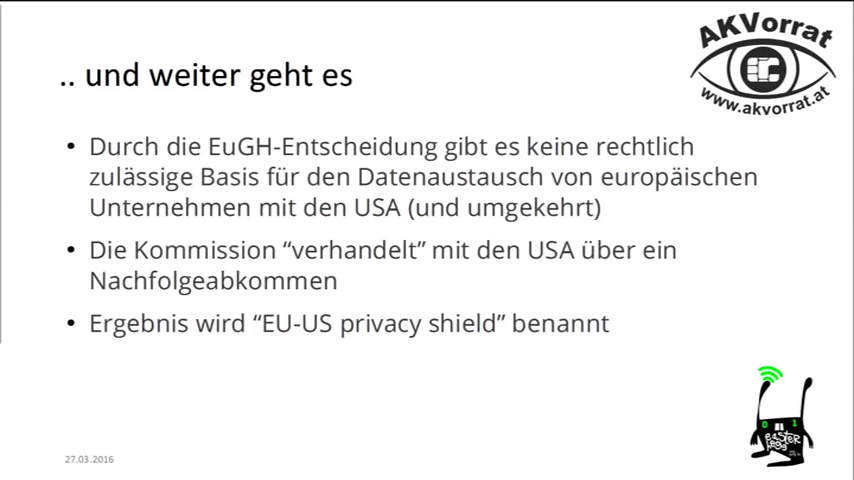 AKVorrat
www.akvorrat.at
.. und weiter geht es
• Durch die EuGH-Entscheidung gibt es keine rechtlich
zulässige Basis für den Datenaustausch von europäischen
Unternehmen mit den USA (und umgekehrt)
• Die Kommission “verhandelt” mit den USA über ein
Nachfolgeabkommen
• Ergebnis wird “EU-US privacy shield” benannt
0 1
easter
hegg
27.03.2016